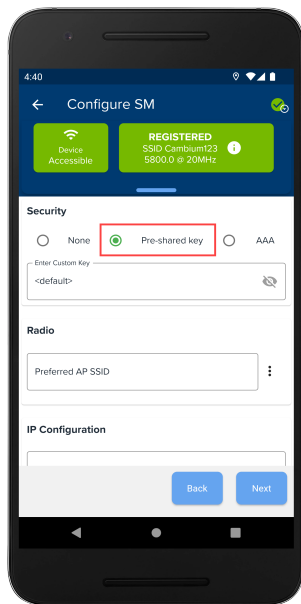 4:40
Configure SM
Device
Accessible
REGISTERED
SSID Cambium123
5800.0 @ 20MHz
Security
None
Pre-shared key
AAA
Enter Custom Key
<default>
Radio
Preferred AP SSID
IP Configuration
Back
Next